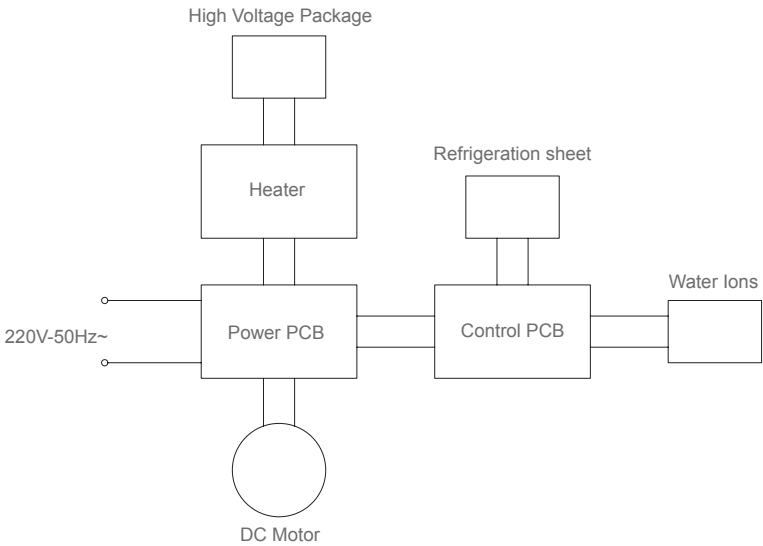 High Voltage Package
Refrigeration sheet
Heater
Water Ions
220V-50Hz~
Power PCB
Control PCB
DC Motor